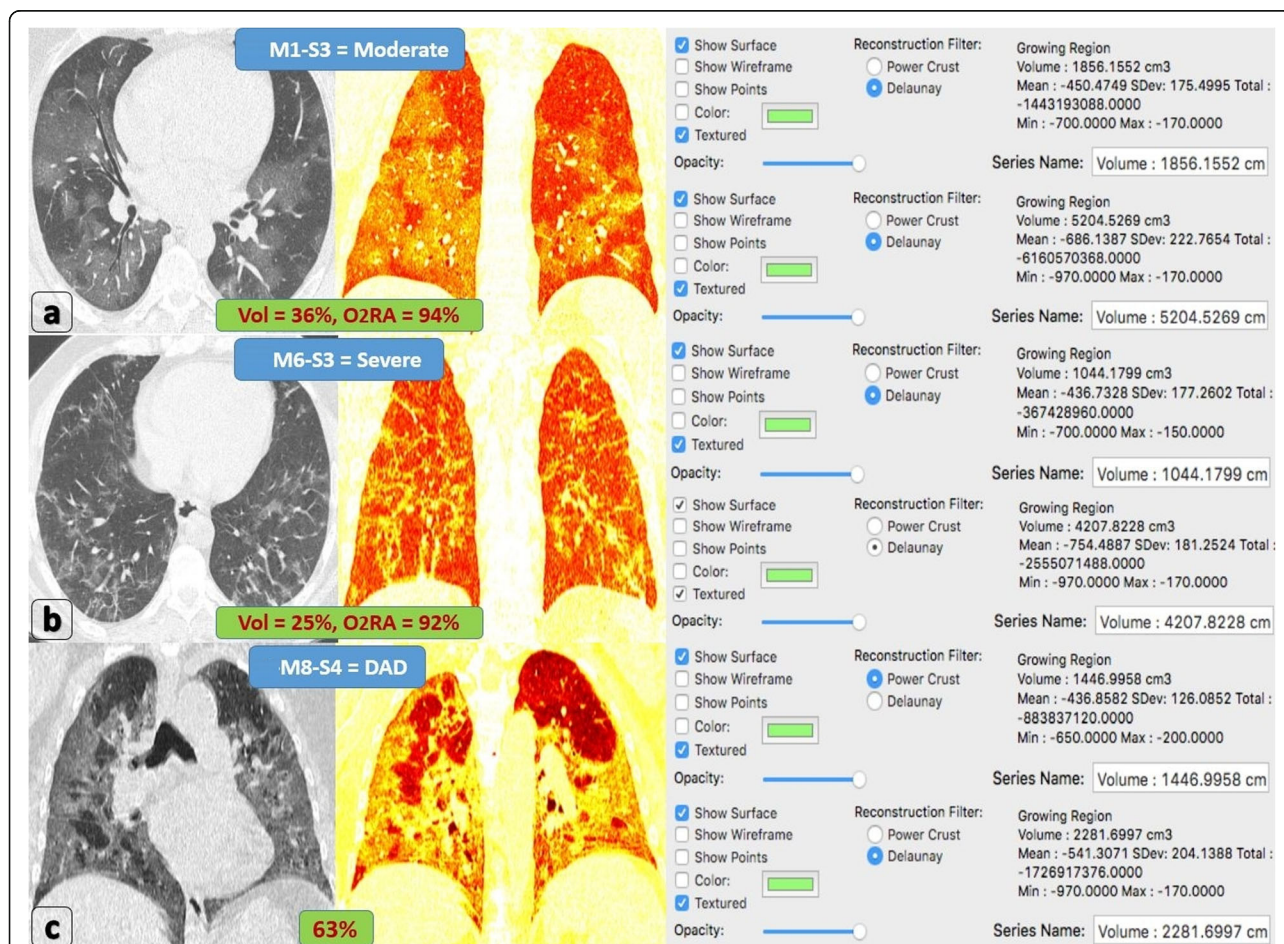 M1-S3 = Moderate
Vol = 36%, O2RA = 94%
a
M6-S3 = Severe
Vol = 25%, O2RA = 92%
b
M8-S4 = DAD
63%
c
Show Surface
Show Wireframe
Show Points
Color:
Textured
Reconstruction Filter:
Power Crust
Delaunay
Growing Region
Volume : 1856.1552 cm3
Mean : -450.4749 SDev: 175.4995 Total :
-1443193088.0000
Min : -700.0000 Max : -170.0000
Opacity:
Series Name: Volume : 1856.1552 cm
Show Surface
Show Wireframe
Show Points
Color:
Textured
Reconstruction Filter:
Power Crust
Delaunay
Growing Region
Volume : 5204.5269 cm3
Mean : -686.1387 SDev: 222.7654 Total :
-6160570368.0000
Min : -970.0000 Max : -170.0000
Opacity:
Series Name: Volume : 5204.5269 cm
Show Surface
Show Wireframe
Show Points
Color:
Textured
Reconstruction Filter:
Power Crust
Delaunay
Growing Region
Volume : 1044.1799 cm3
Mean : -436.7328 SDev: 177.2602 Total :
-367428960.0000
Min : -700.0000 Max : -150.0000
Opacity:
Series Name: Volume : 1044.1799 cm
Show Surface
Show Wireframe
Show Points
Color:
Textured
Reconstruction Filter:
Power Crust
Delaunay
Growing Region
Volume : 4207.8228 cm3
Mean : -754.4887 SDev: 181.2524 Total :
-2555071488.0000
Min : -970.0000 Max : -170.0000
Opacity:
Series Name: Volume : 4207.8228 cm
Show Surface
Show Wireframe
Show Points
Color:
Textured
Reconstruction Filter:
Power Crust
Delaunay
Growing Region
Volume : 1446.9958 cm3
Mean : -436.8582 SDev: 126.0852 Total :
-883837120.0000
Min : -650.0000 Max : -200.0000
Opacity:
Series Name: Volume : 1446.9958 cm
Show Surface
Show Wireframe
Show Points
Color:
Textured
Reconstruction Filter:
Power Crust
Delaunay
Growing Region
Volume : 2281.6997 cm3
Mean : -541.3071 SDev: 204.1388 Total :
-1726917376.0000
Min : -970.0000 Max : -170.0000
Opacity:
Series Name: Volume : 2281.6997 cm